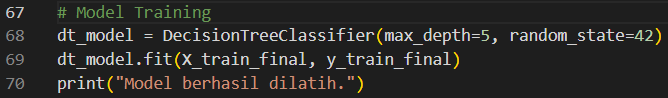 67 # Model Training
68 dt_model = DecisionTreeClassifier(max_depth=5, random_state=42)
69 dt_model.fit(X_train_final, y_train_final)
70 print("Model berhasil dilatih.")